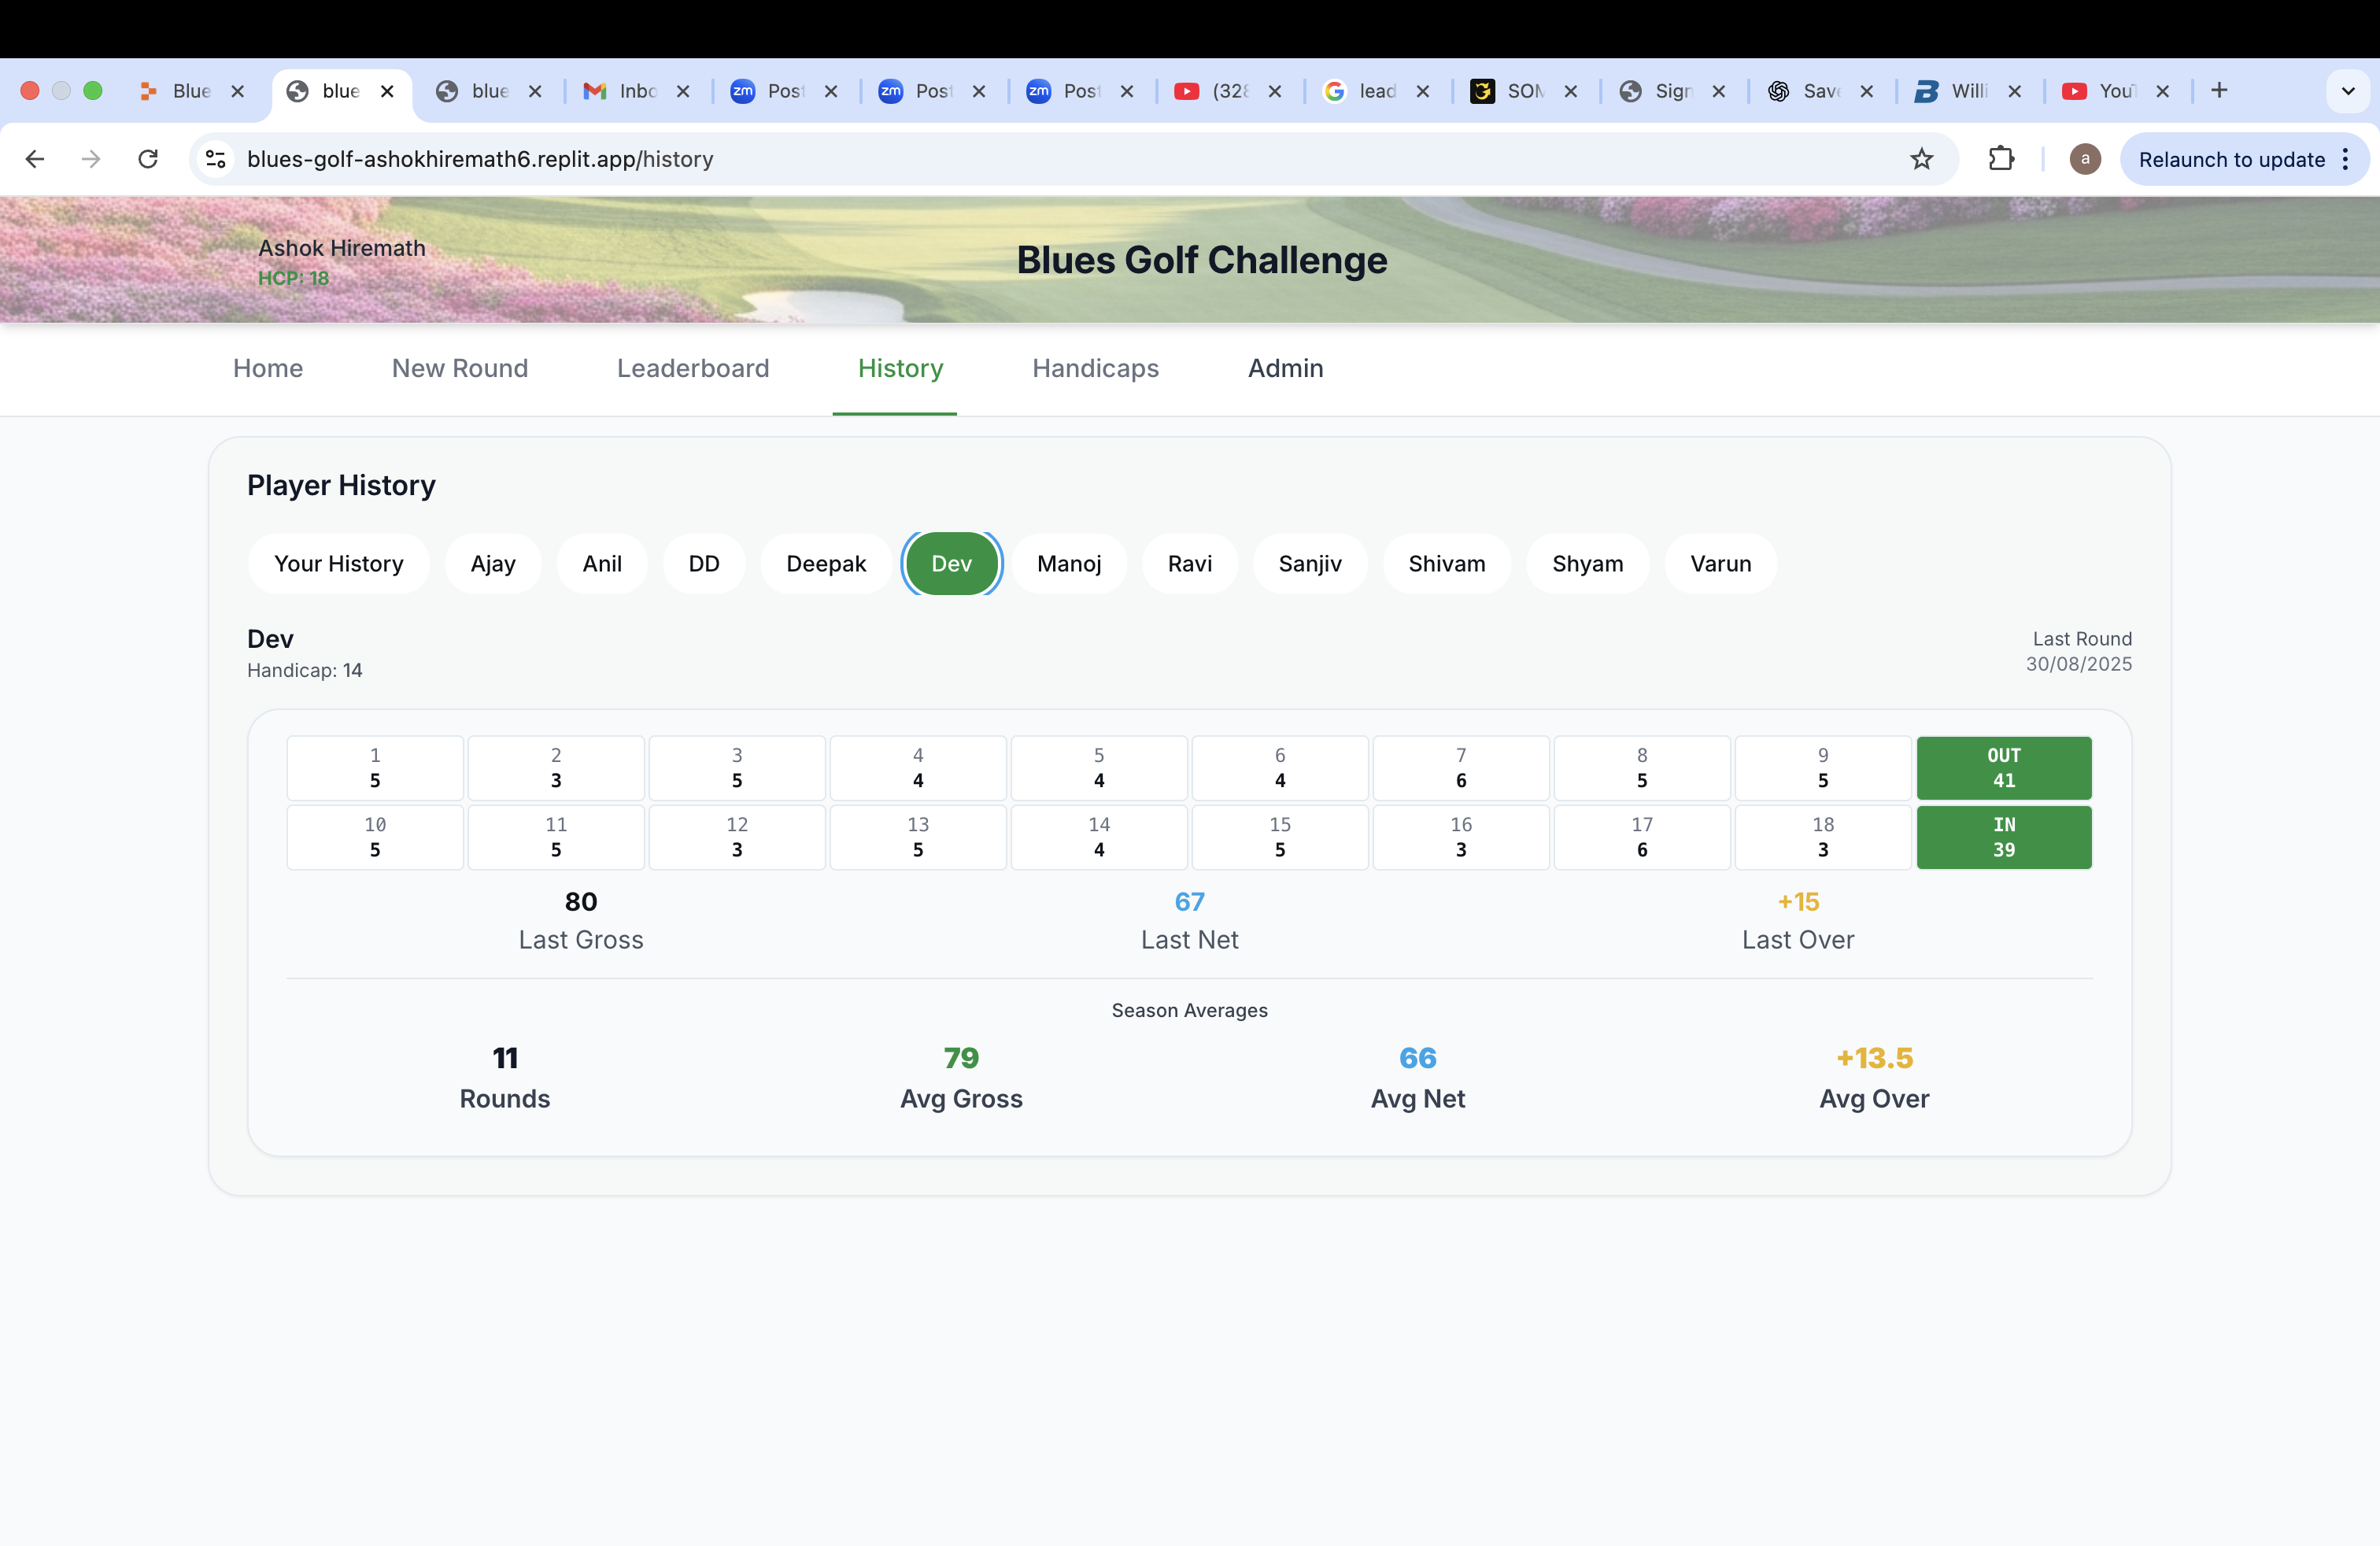 Blue
blue
blue
Inbo
zm Post
zm Post
zm Post
(328
lead
SOM
Sign
Save
B Willi
YouT
blues-golf-ashokhiremath6.replit.app/history
a
Relaunch to update
Ashok Hiremath
HCP: 18
Blues Golf Challenge
Home New Round Leaderboard History Handicaps Admin
Player History
Your History Ajay Anil DD Deepak Dev Manoj Ravi Sanjiv Shivam Shyam Varun
Dev
Handicap: 14
Last Round
30/08/2025
1 2 3 4 5 6 7 8 9 OUT
5 3 5 4 4 4 6 5 5 41
10 11 12 13 14 15 16 17 18 IN
5 5 3 5 4 5 3 6 3 39
80 67 +15
Last Gross Last Net Last Over
Season Averages
11 79 66 +13.5
Rounds Avg Gross Avg Net Avg Over